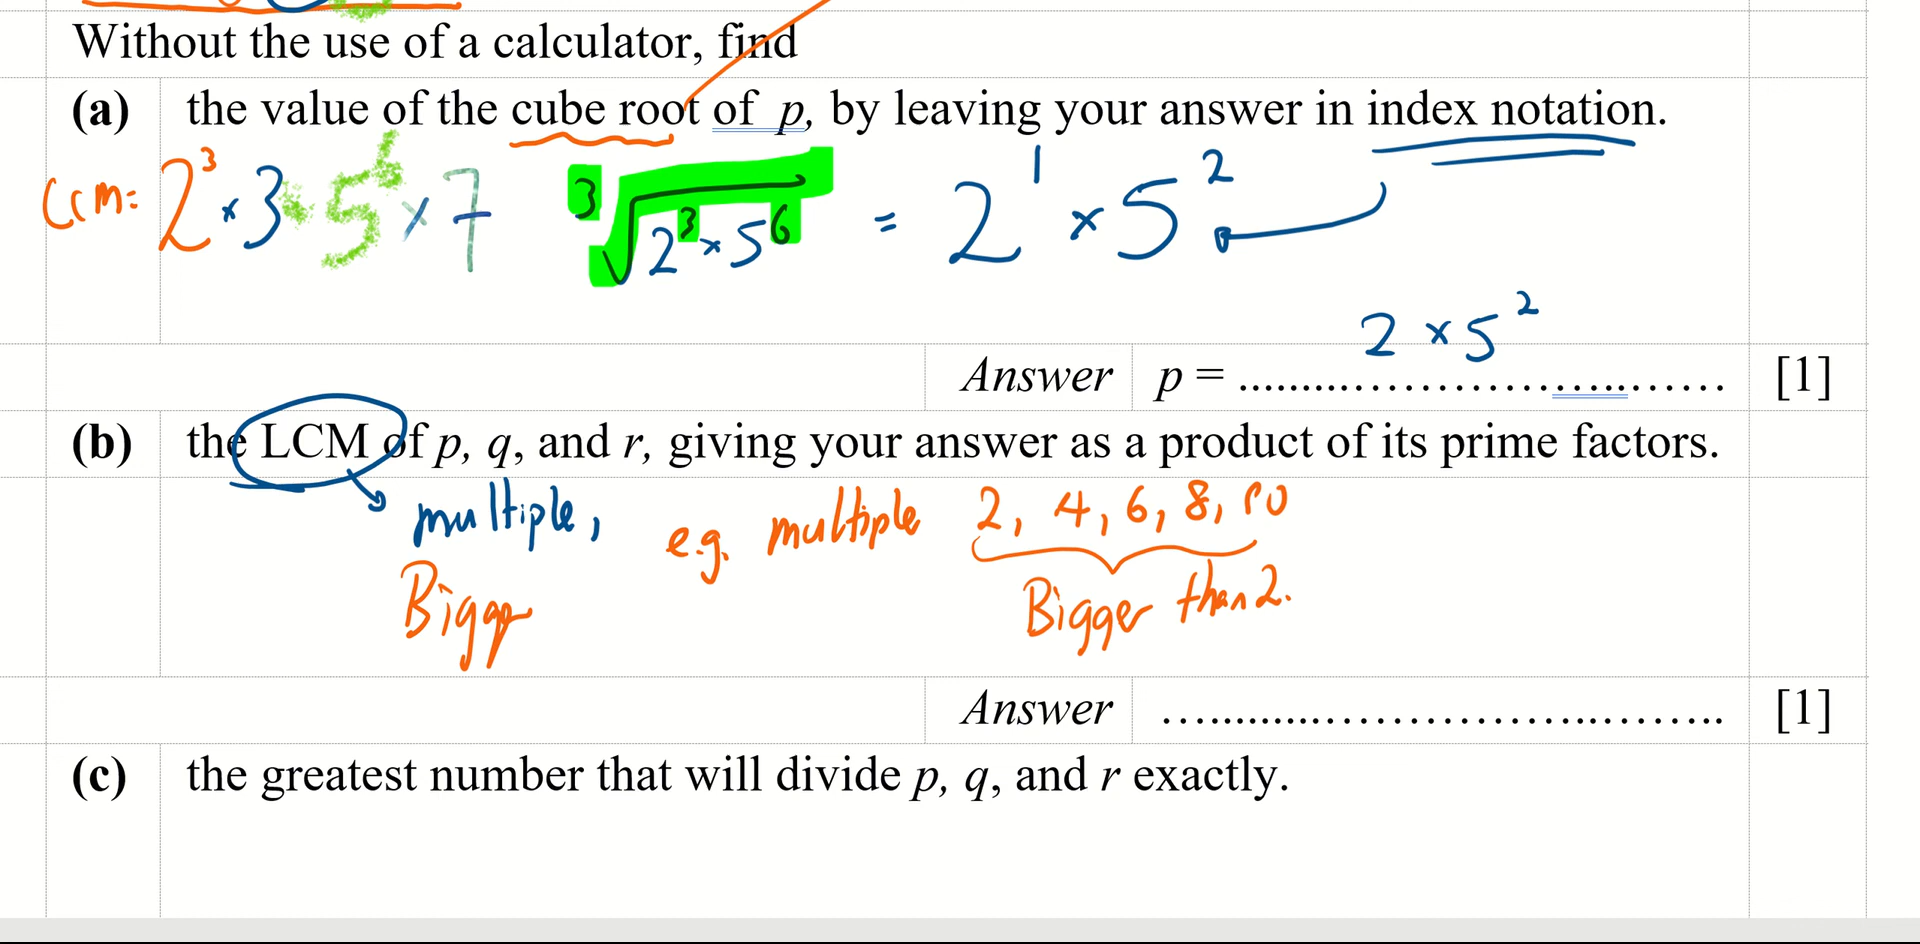 Without the use of a calculator, find
(a) the value of the cube root of p, by leaving your answer in index notation.
LCM: 2³ × 3 × 5⁶ × 7 ³√2³ × 5⁶ = 2¹ × 5²
2 × 5²
Answer p = .......................................... [1]
(b) the LCM of p, q, and r, giving your answer as a product of its prime factors.
multiple, e.g. multiple 2, 4, 6, 8, 10
Bigger Bigger than 2.
Answer .......................................... [1]
(c) the greatest number that will divide p, q, and r exactly.